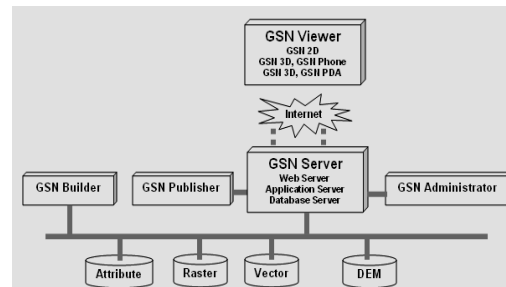 GSN Viewer
GSN 2D
GSN 3D, GSN Phone
GSN 3D, GSN PDA
Internet
GSN Server
Web Server
Application Server
Database Server
GSN Builder
GSN Publisher
GSN Administrator
Attribute
Raster
Vector
DEM